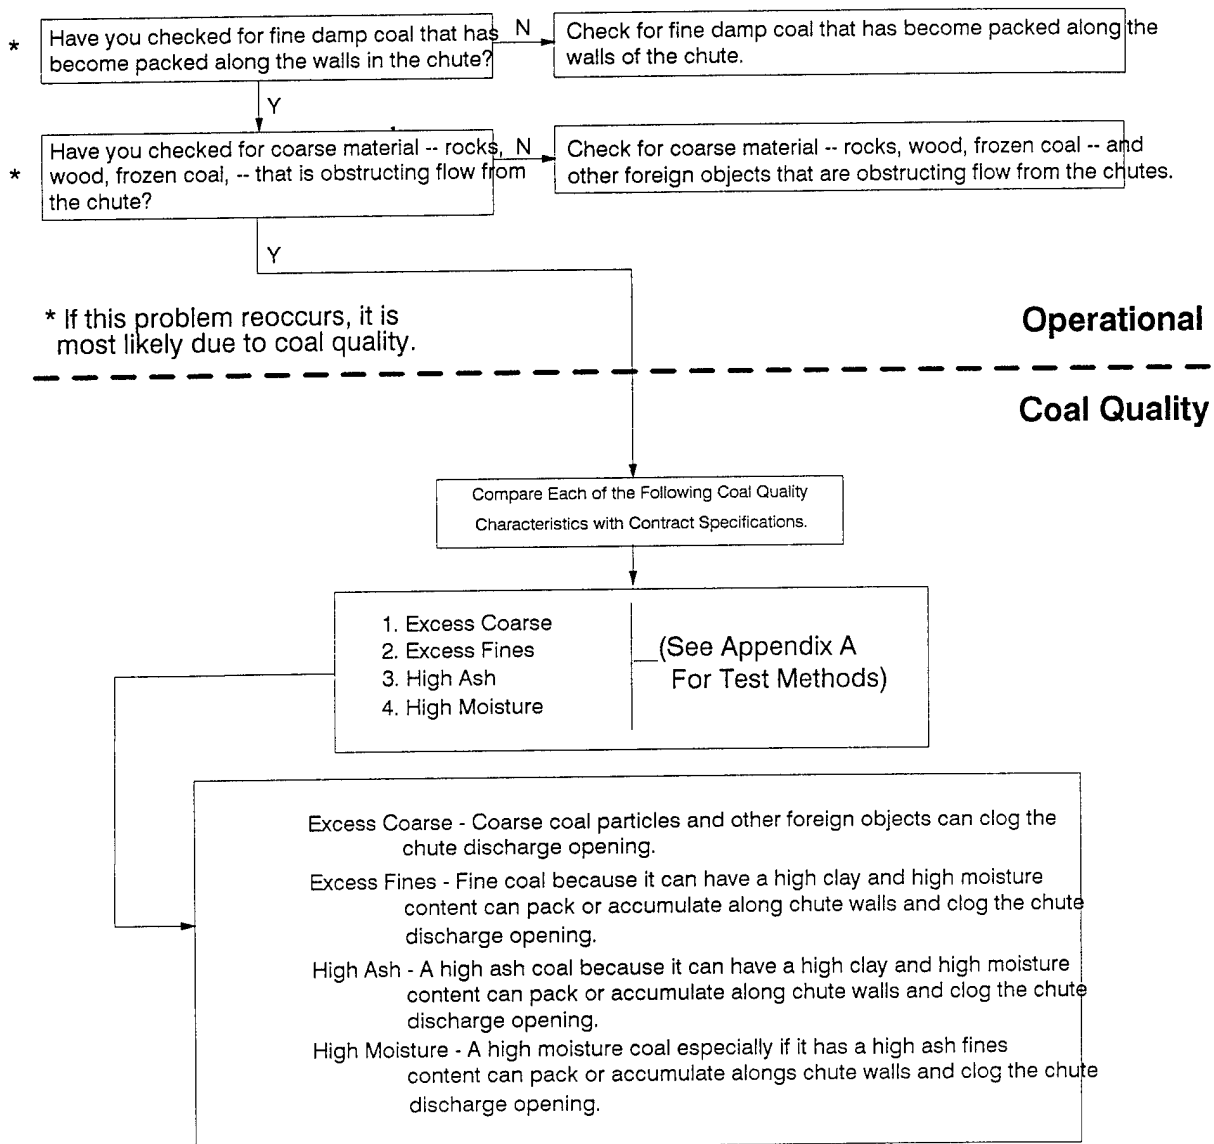 * Have you checked for fine damp coal that has N Check for fine damp coal that has become packed along the
become packed along the walls in the chute? walls of the chute.
Y
Have you checked for coarse material -- rocks, N Check for coarse material -- rocks, wood, frozen coal -- and
* wood, frozen coal, -- that is obstructing flow from other foreign objects that are obstructing flow from the chutes.
the chute?
Y
* If this problem reoccurs, it is
most likely due to coal quality.
Operational
Coal Quality
Compare Each of the Following Coal Quality
Characteristics with Contract Specifications.
1. Excess Coarse
2. Excess Fines
3. High Ash
4. High Moisture
(See Appendix A
For Test Methods)
Excess Coarse - Coarse coal particles and other foreign objects can clog the
chute discharge opening.
Excess Fines - Fine coal because it can have a high clay and high moisture
content can pack or accumulate along chute walls and clog the chute
discharge opening.
High Ash - A high ash coal because it can have a high clay and high moisture
content can pack or accumulate along chute walls and clog the chute
discharge opening.
High Moisture - A high moisture coal especially if it has a high ash fines
content can pack or accumulate alongs chute walls and clog the chute
discharge opening.